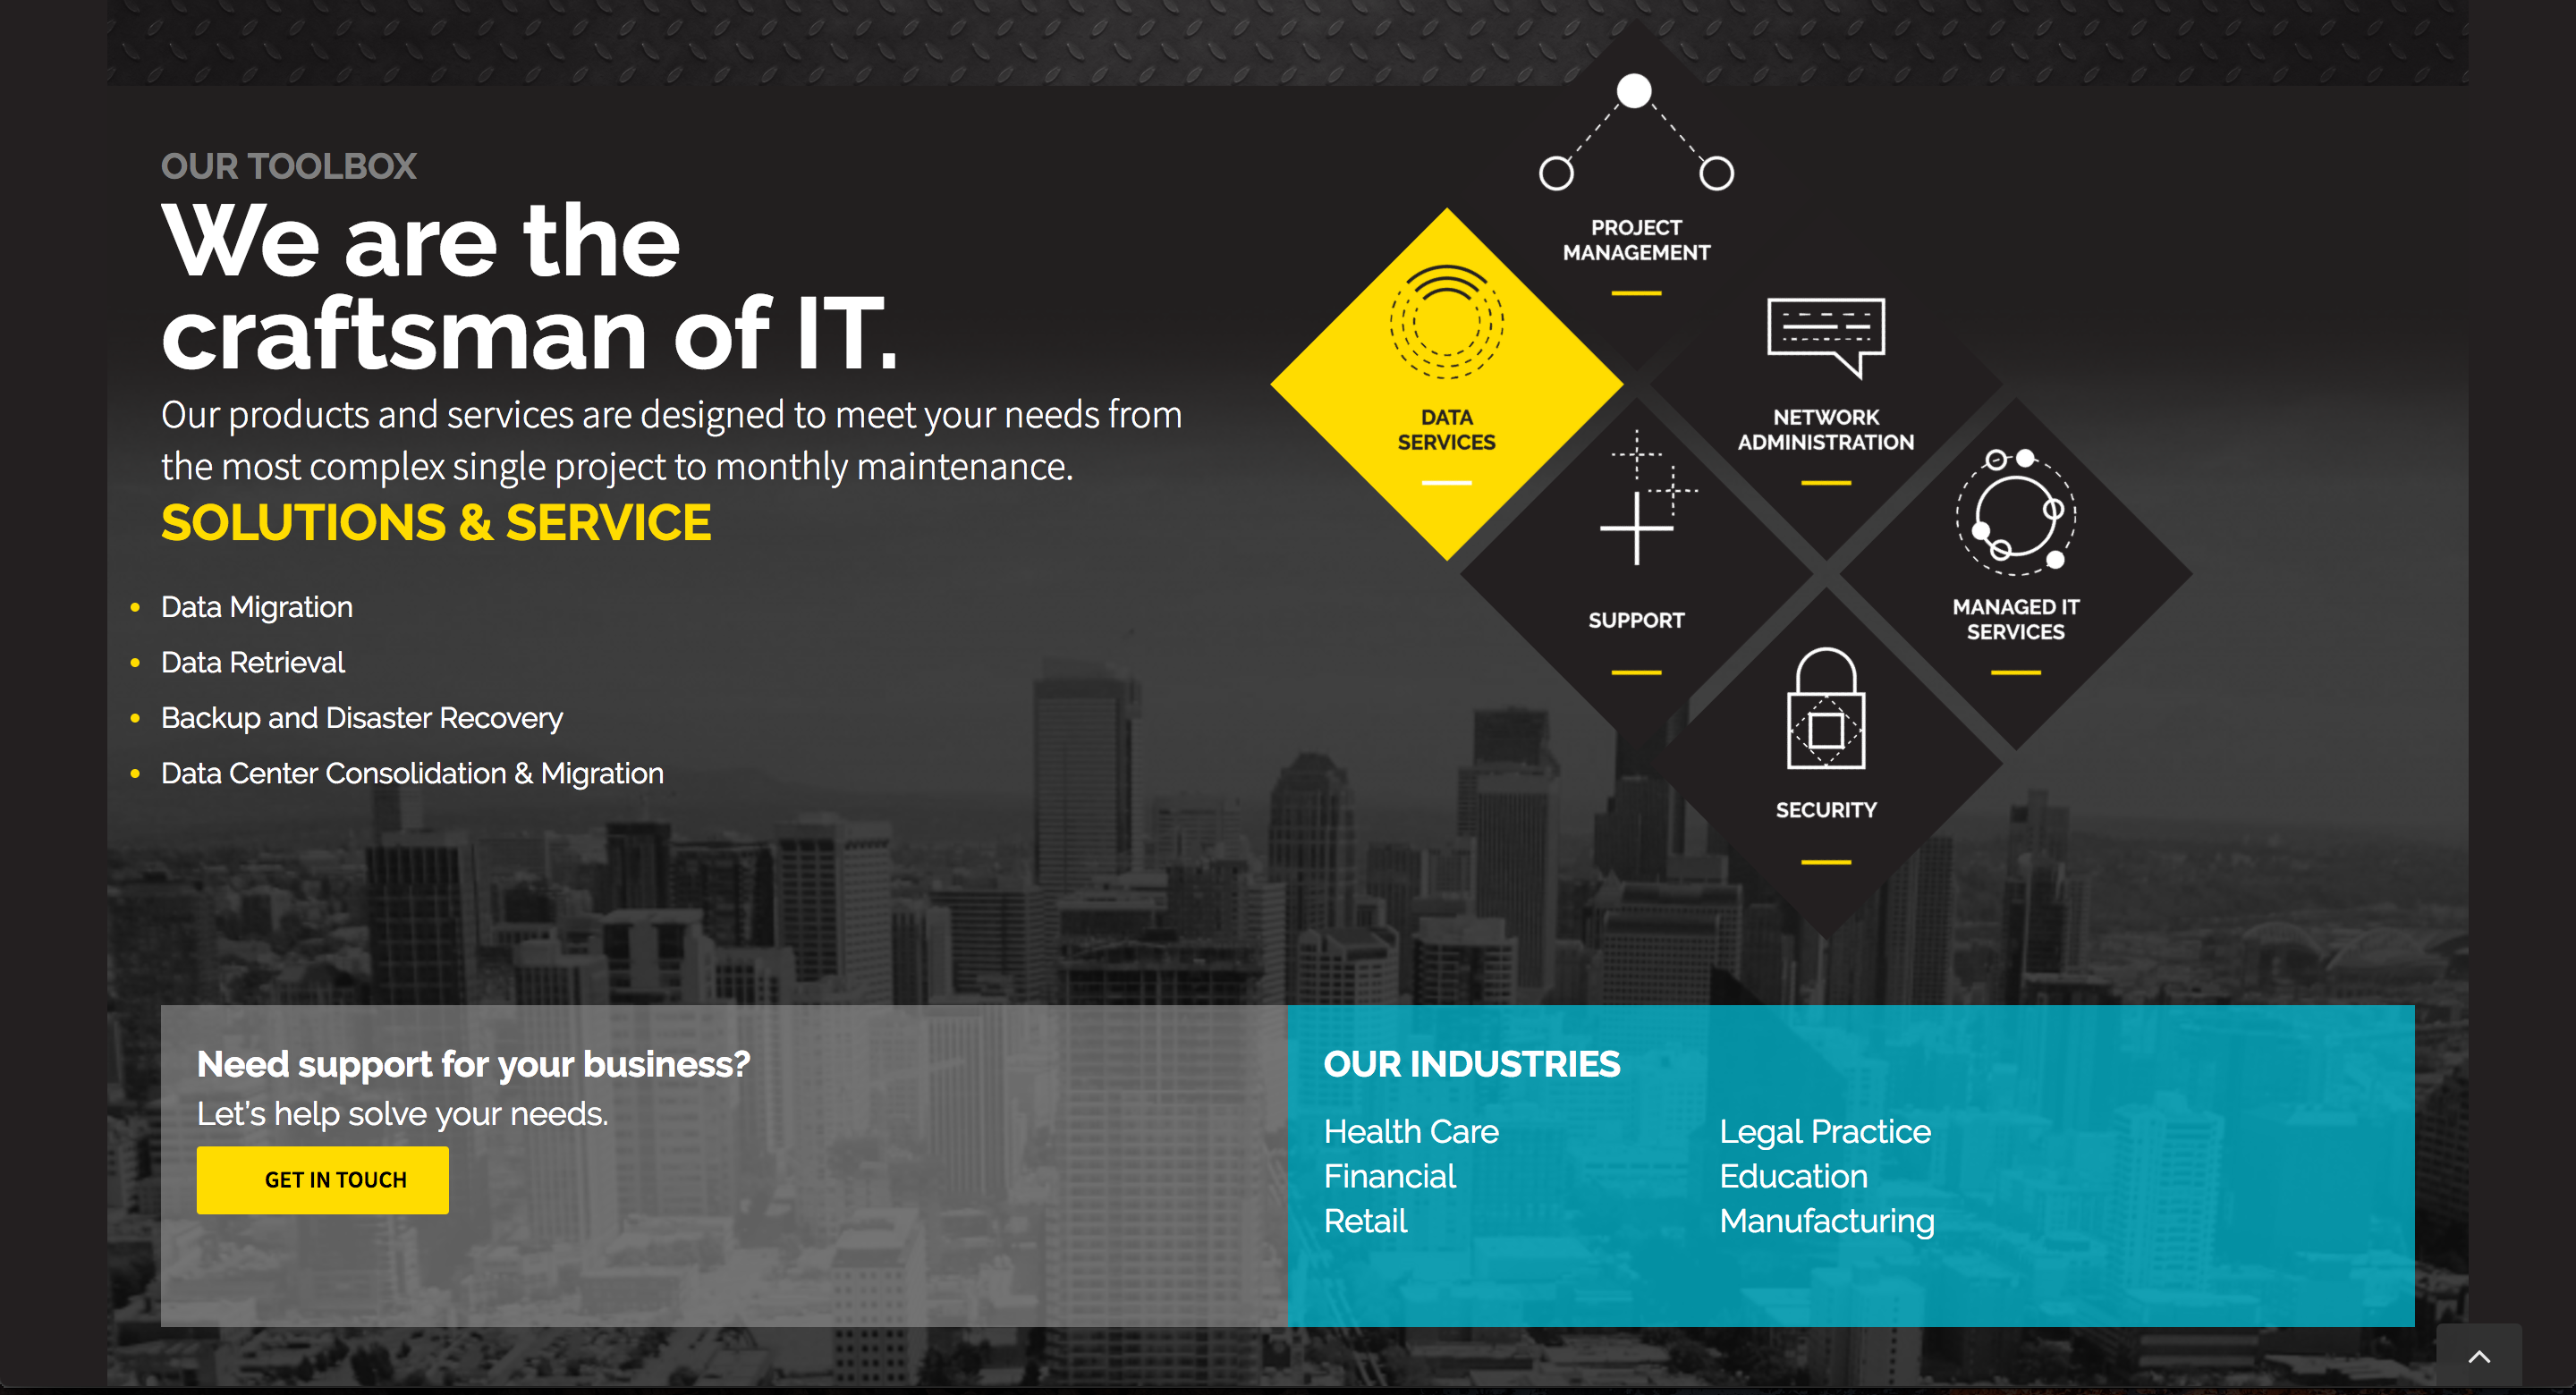 OUR TOOLBOX
We are the
craftsman of IT.
Our products and services are designed to meet your needs from
the most complex single project to monthly maintenance.
SOLUTIONS & SERVICE
Data Migration
Data Retrieval
Backup and Disaster Recovery
Data Center Consolidation & Migration
PROJECT
MANAGEMENT
DATA
SERVICES
NETWORK
ADMINISTRATION
SUPPORT
MANAGED IT
SERVICES
SECURITY
Need support for your business?
Let's help solve your needs.
GET IN TOUCH
OUR INDUSTRIES
Health Care
Financial
Retail
Legal Practice
Education
Manufacturing